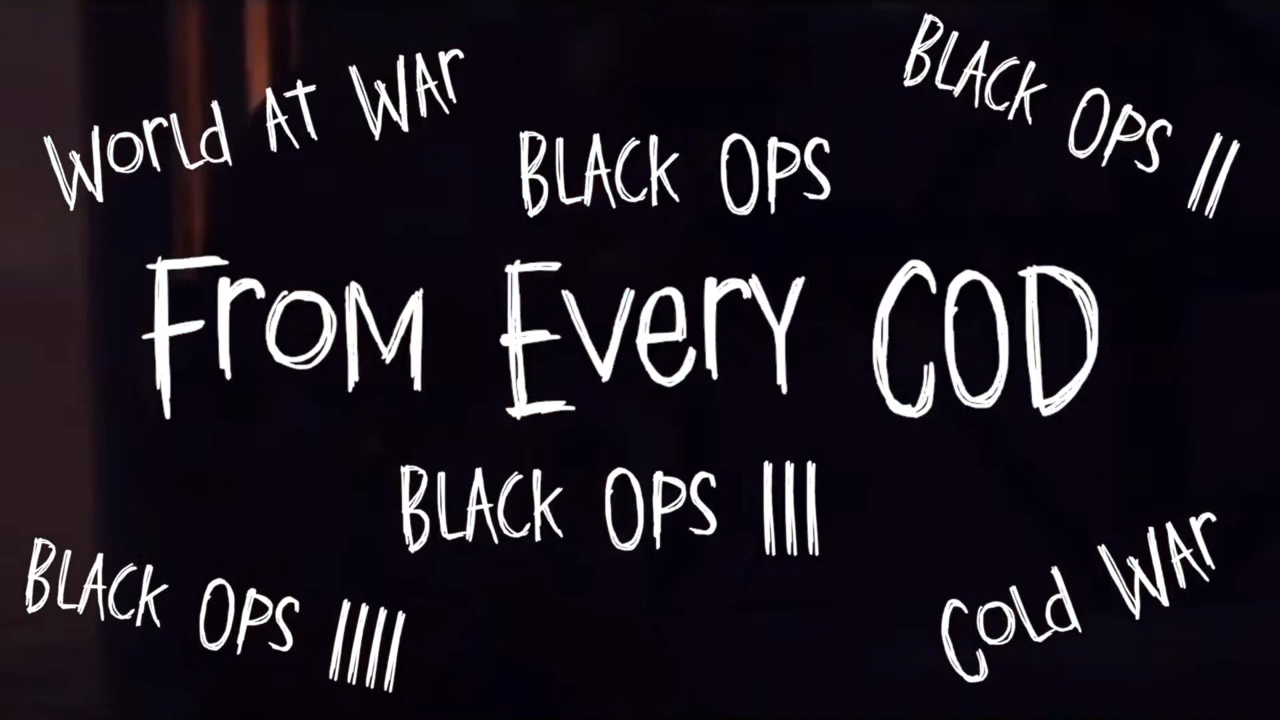 World At War
Black Ops
Black Ops II
From Every COD
Black Ops III
Black Ops IIII
Cold War